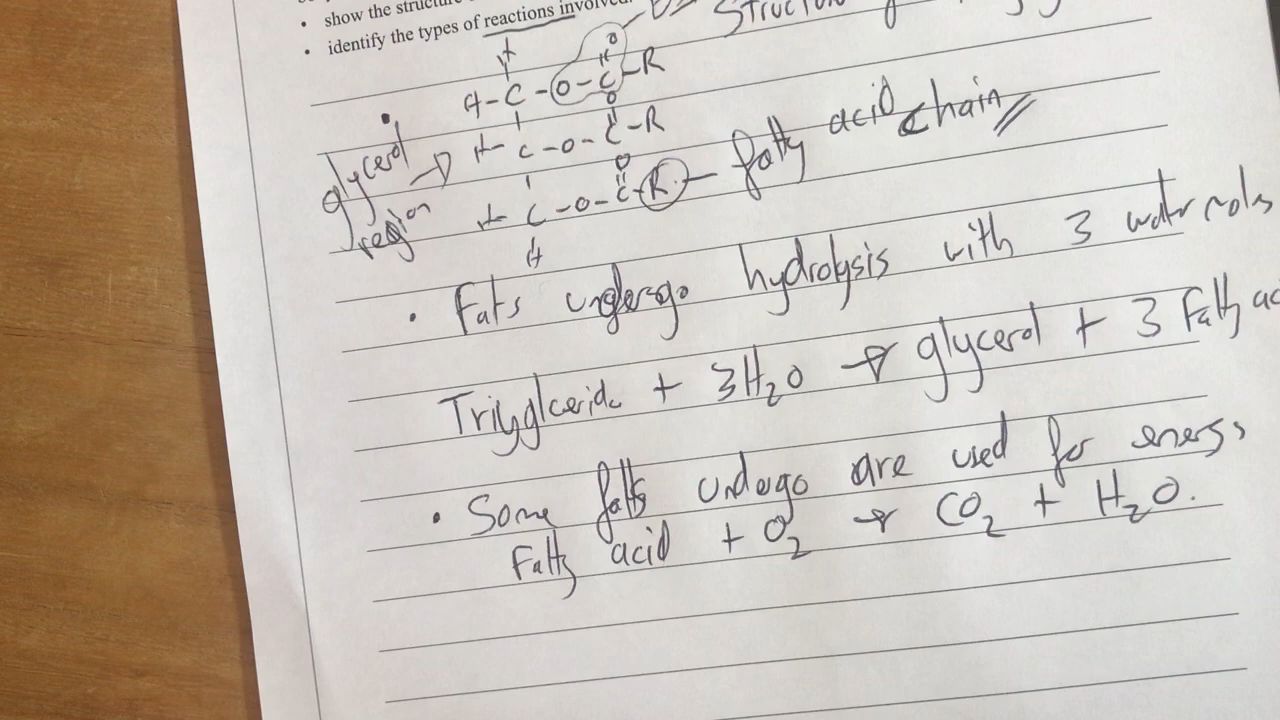 • show the structure
• identify the types of reactions involved
Structure
H
O
H-C-O-C-R
O
H-C-O-C-R
glycerol region
O
H-C-O-C-R - fatty acid chain
H
• Fats undergo hydrolysis with 3 water mols
Triyglceride + 3H2O → glycerol + 3 Fatty ac
• Some fatts undergo are used for energy
Fatty acid + O2 → CO2 + H2O.